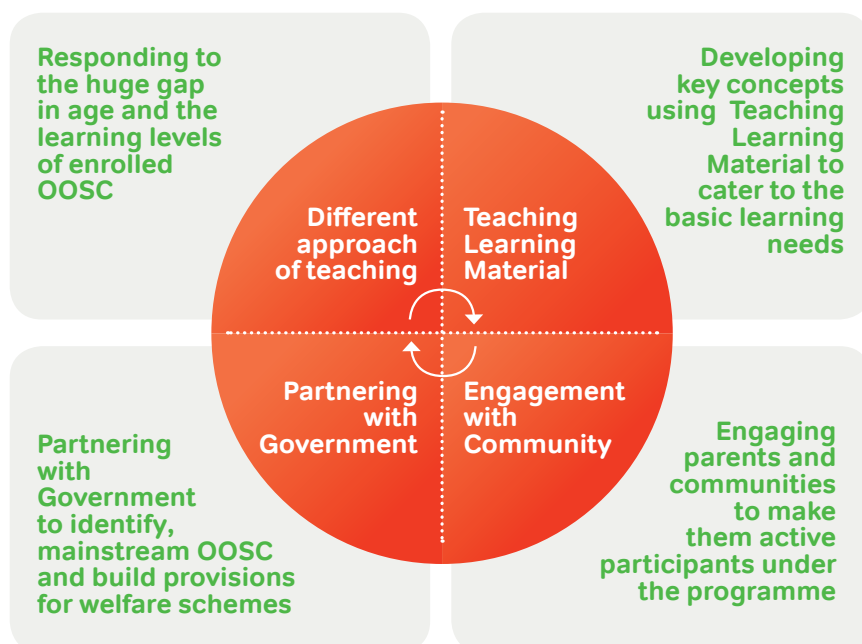 Responding to
the huge gap
in age and the
learning levels
of enrolled
OOSC
Developing
key concepts
using Teaching
Learning
Material to
cater to the
basic learning
needs
Different
approach
of teaching
Teaching
Learning
Material
Partnering
with
Government
Engagement
with
Community
Partnering
with
Government
to identify,
mainstream OOSC
and build provisions
for welfare schemes
Engaging
parents and
communities
to make
them active
participants under
the programme